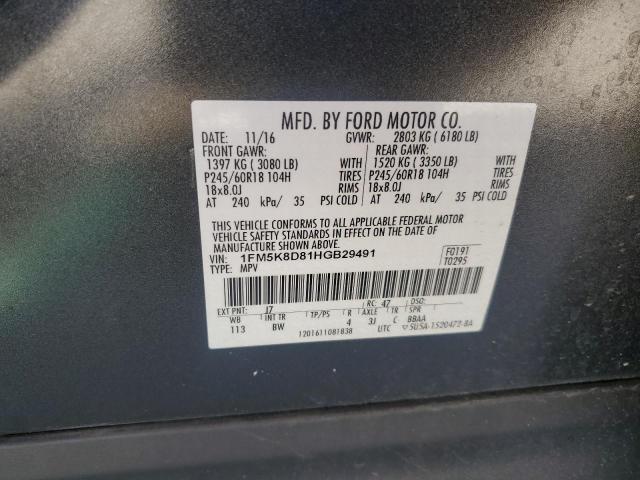 MFD. BY FORD MOTOR CO.
DATE: 11/16 GVWR: 2803 KG ( 6180 LB)
FRONT GAWR: REAR GAWR:
1397 KG ( 3080 LB) WITH 1520 KG ( 3350 LB) WITH
P245/60R18 104H TIRES P245/60R18 104H TIRES
18x8.0J RIMS 18x8.0J RIMS
AT 240 kPa/ 35 PSI COLD AT 240 kPa/ 35 PSI COLD
THIS VEHICLE CONFORMS TO ALL APPLICABLE FEDERAL MOTOR
VEHICLE SAFETY STANDARDS IN EFFECT ON THE DATE OF
MANUFACTURE SHOWN ABOVE.
VIN: 1FM5K8D81HGB29491 F0191
TYPE: MPV T0295
EXT PNT: J7 RC: 47 DSO:
WB INT TR TP/PS R AXLE TR SPR
113 BW 4 3J C BBAA
1201611081838 UTC 5U5A-1520472-BA